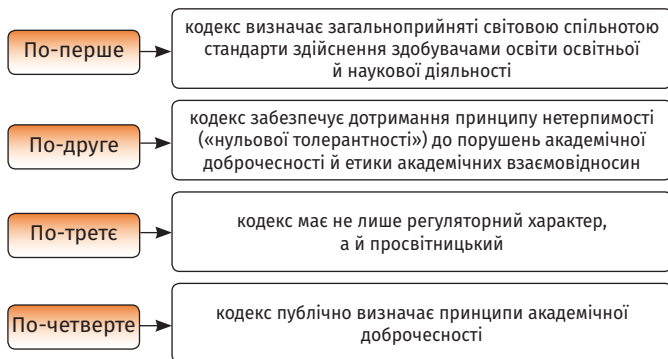 По-перше
кодекс визначає загальноприйняті світовою спільнотою
стандарти здійснення здобувачами освіти освітньої
й наукової діяльності
По-друге
кодекс забезпечує дотримання принципу нетерпимості
(«нульової толерантності») до порушень академічної
доброчесності й етики академічних взаємовідносин
По-третє
кодекс має не лише регуляторний характер,
а й просвітницький
По-четверте
кодекс публічно визначає принципи академічної
доброчесності